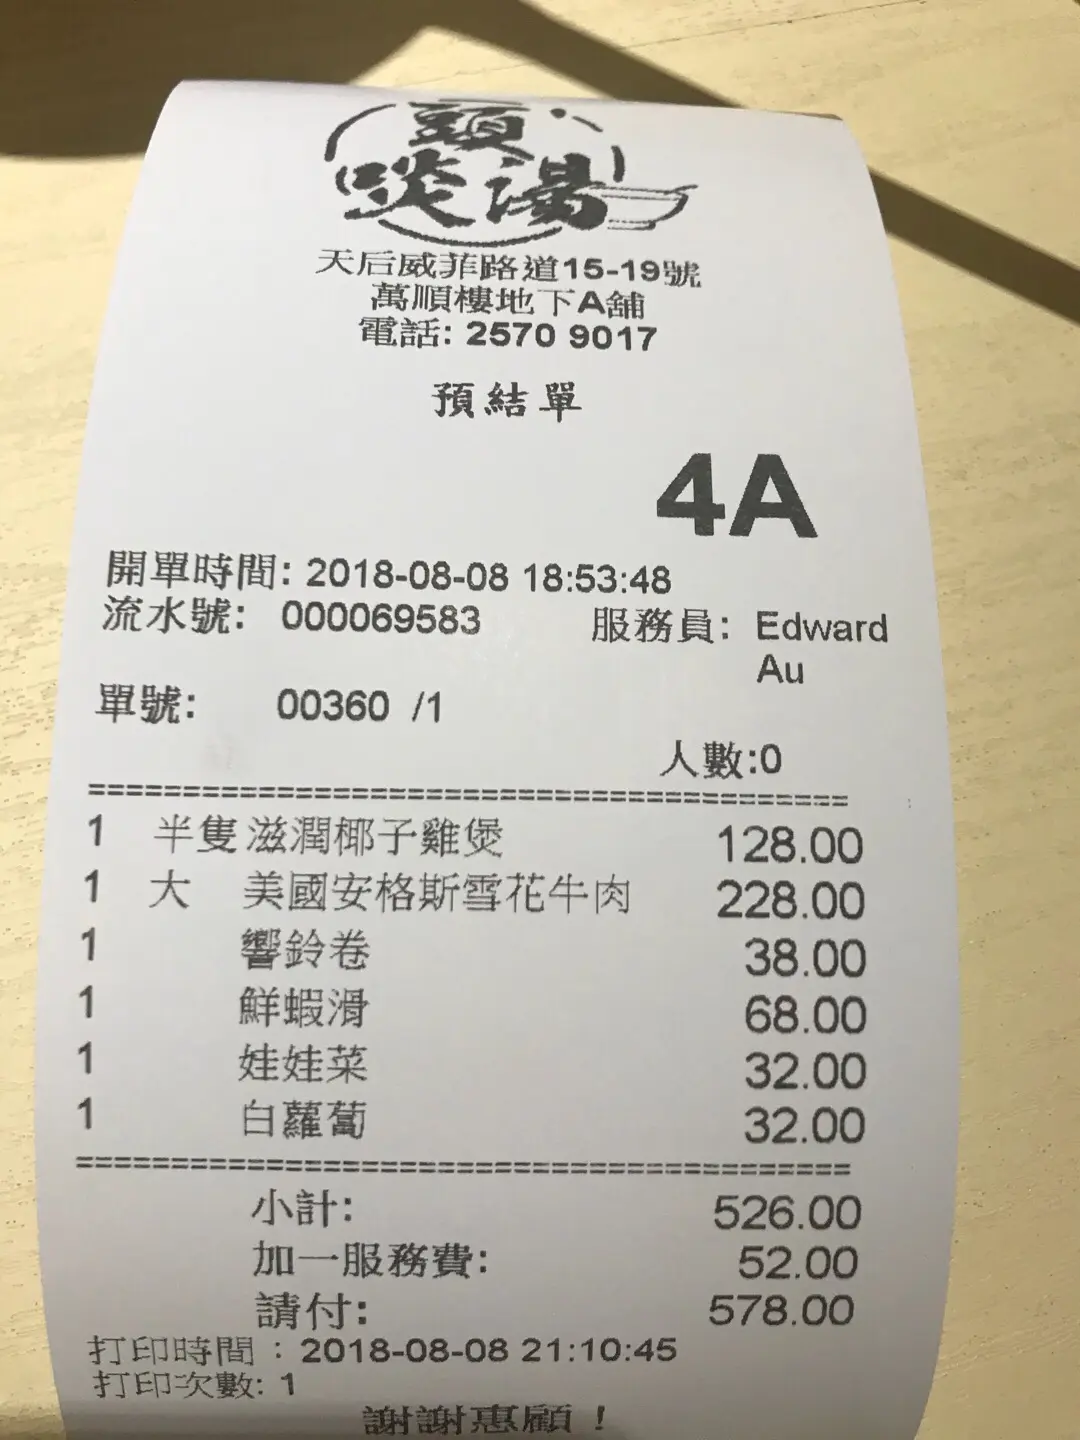 啖頭湯
天后威菲路道15-19號
萬順樓地下A舖
電話: 2570 9017
預結單
4A
開單時間: 2018-08-08 18:53:48
流水號: 000069583 服務員: Edward
Au
單號: 00360 /1
人數:0
========================================
1 半隻 滋潤椰子雞煲 128.00
1 大 美國安格斯雪花牛肉 228.00
1 響鈴卷 38.00
1 鮮蝦滑 68.00
1 娃娃菜 32.00
1 白蘿蔔 32.00
========================================
小計: 526.00
加一服務費: 52.00
請付: 578.00
打印時間 : 2018-08-08 21:10:45
打印次數: 1
謝謝惠顧！